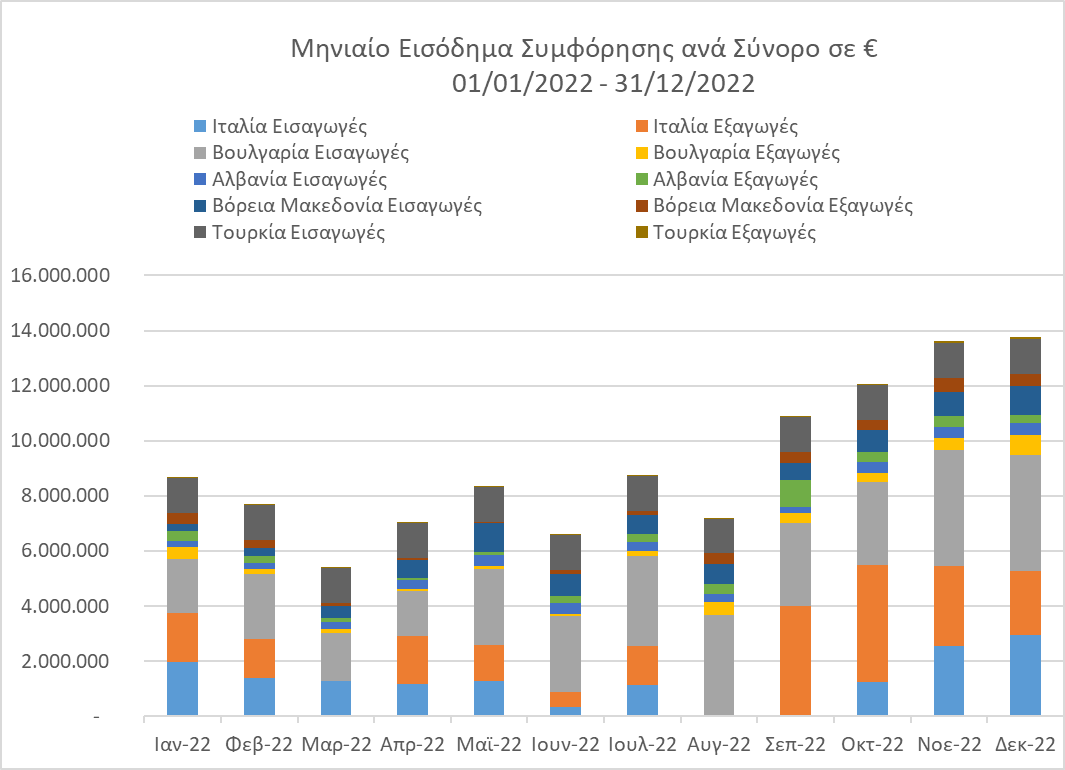 Μηνιαίο Εισόδημα Συμφόρησης ανά Σύνορο σε €
01/01/2022 - 31/12/2022
Ιταλία Εισαγωγές
Ιταλία Εξαγωγές
Βουλγαρία Εισαγωγές
Βουλγαρία Εξαγωγές
Αλβανία Εισαγωγές
Αλβανία Εξαγωγές
Βόρεια Μακεδονία Εισαγωγές
Βόρεια Μακεδονία Εξαγωγές
Τουρκία Εισαγωγές
Τουρκία Εξαγωγές
16.000.000
14.000.000
12.000.000
10.000.000
8.000.000
6.000.000
4.000.000
2.000.000
-
Ιαν-22 Φεβ-22 Μαρ-22 Απρ-22 Μαϊ-22 Ιουν-22 Ιουλ-22 Αυγ-22 Σεπ-22 Οκτ-22 Νοε-22 Δεκ-22